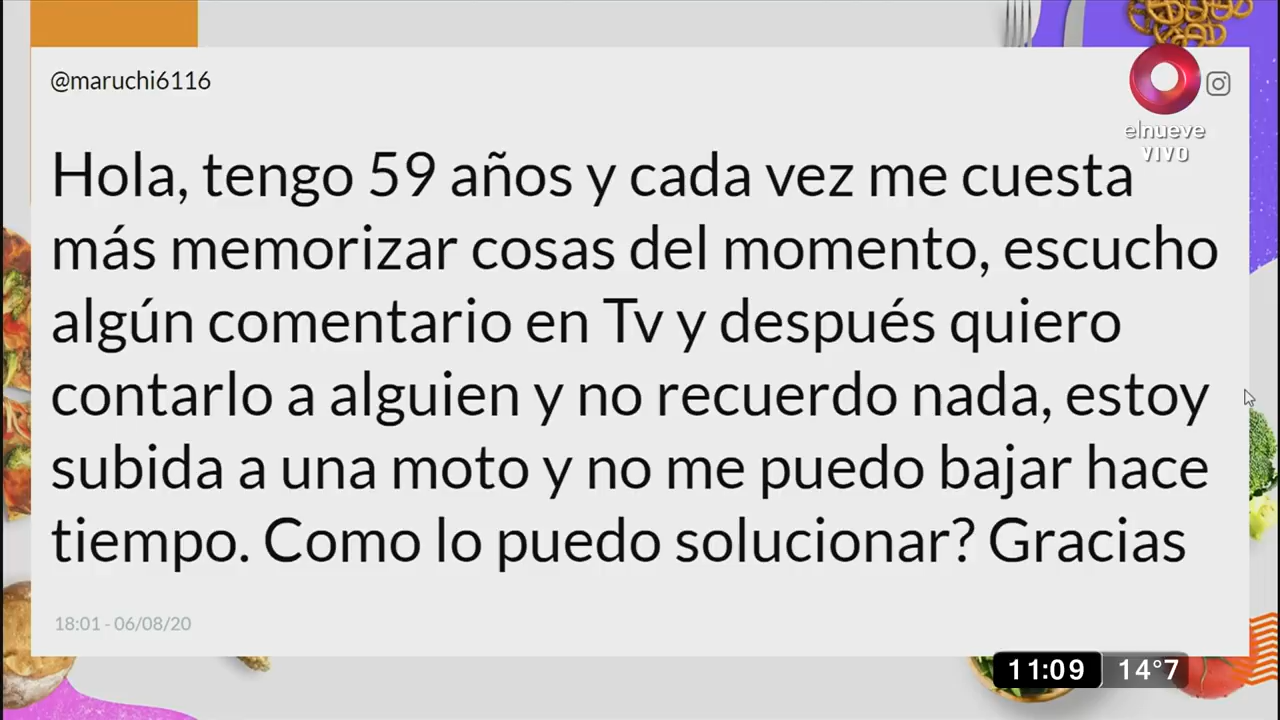 @maruchi6116
elnueve
VIVO
Hola, tengo 59 años y cada vez me cuesta
más memorizar cosas del momento, escucho
algún comentario en Tv y después quiero
contarlo a alguien y no recuerdo nada, estoy
subida a una moto y no me puedo bajar hace
tiempo. Como lo puedo solucionar? Gracias
18:01 - 06/08/20
11:09 14°7